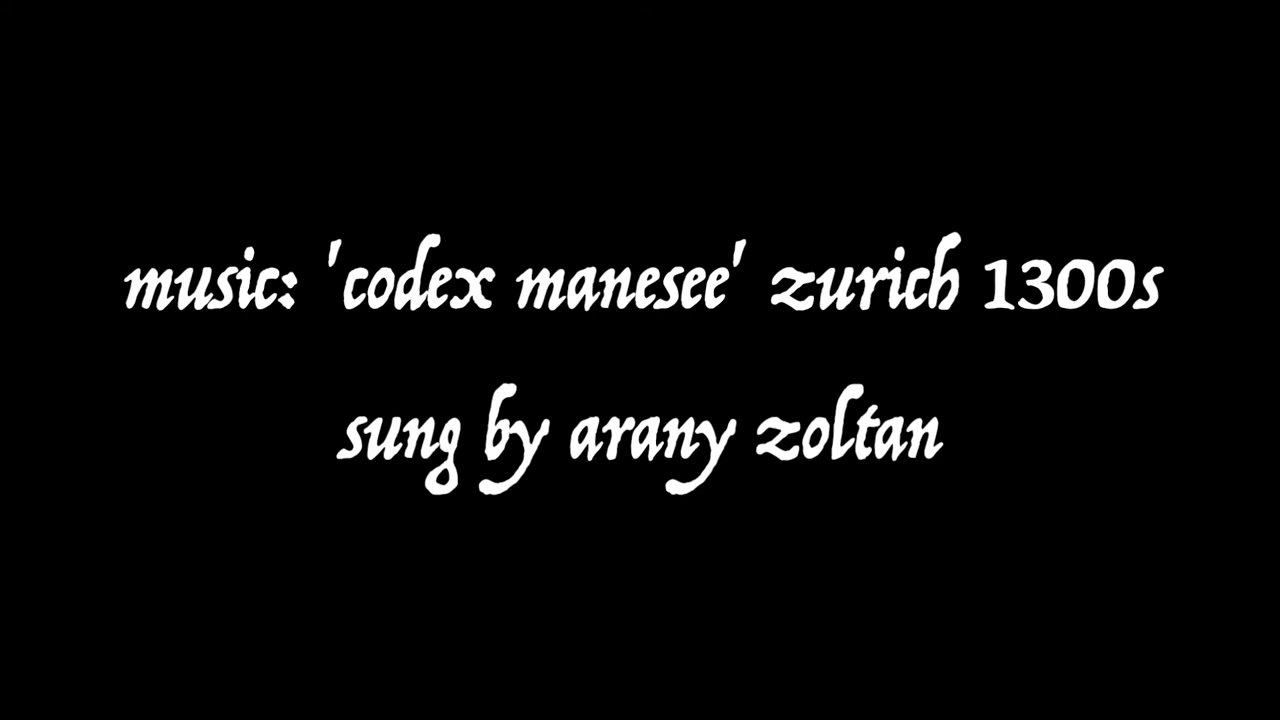 music: 'codex manesee' zurich 1300s
sung by arany zoltan